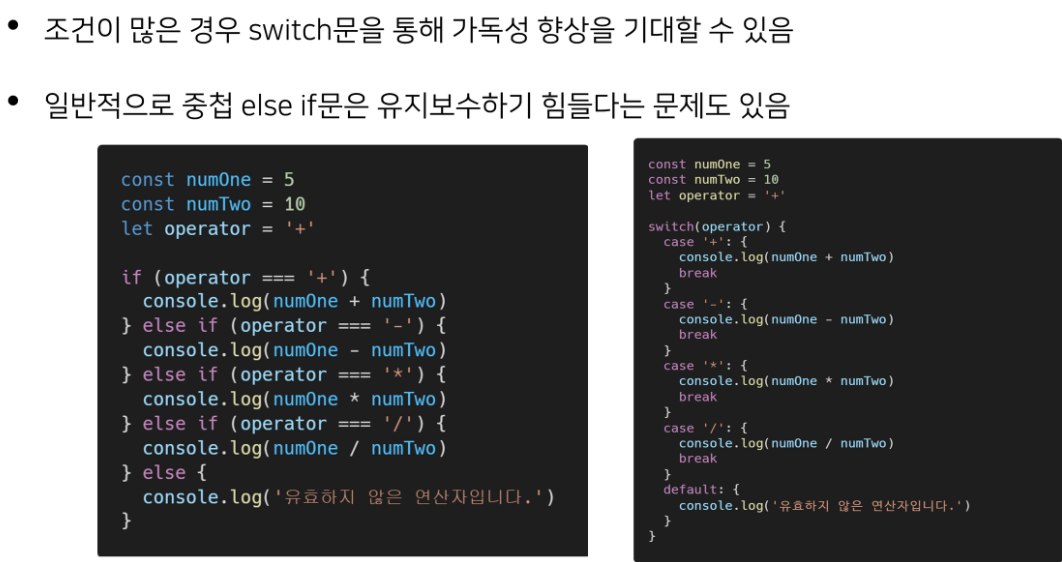 • 조건이 많은 경우 switch문을 통해 가독성 향상을 기대할 수 있음
• 일반적으로 중첩 else if문은 유지보수하기 힘들다는 문제도 있음
const numOne = 5
const numTwo = 10
let operator = '+'

if (operator === '+') {
  console.log(numOne + numTwo)
} else if (operator === '-') {
  console.log(numOne - numTwo)
} else if (operator === '*') {
  console.log(numOne * numTwo)
} else if (operator === '/') {
  console.log(numOne / numTwo)
} else {
  console.log('유효하지 않은 연산자입니다.')
}
const numOne = 5
const numTwo = 10
let operator = '+'

switch(operator) {
  case '+': {
    console.log(numOne + numTwo)
    break
  }
  case '-': {
    console.log(numOne - numTwo)
    break
  }
  case '*': {
    console.log(numOne * numTwo)
    break
  }
  case '/': {
    console.log(numOne / numTwo)
    break
  }
  default: {
    console.log('유효하지 않은 연산자입니다.')
  }
}